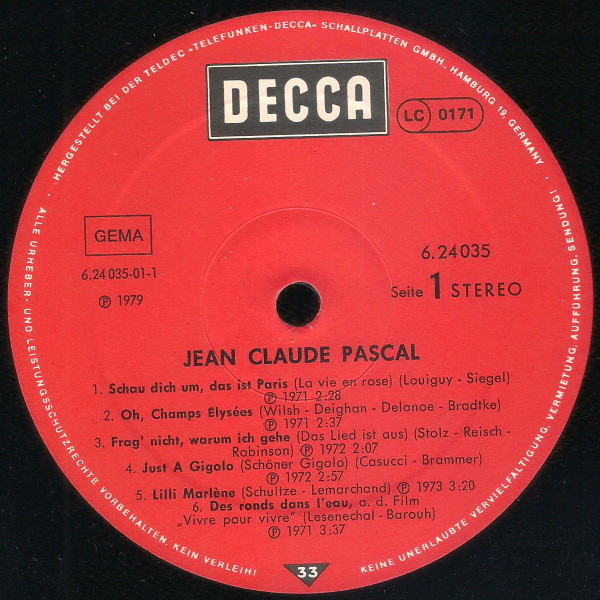 HERGESTELLT BEI DER TELDEC »TELEFUNKEN-DECCA« SCHALLPLATTEN GMBH, HAMBURG 19, GERMANY ·
DECCA
LC 0171
GEMA
6.24035
6.24035-01-1
Seite 1 STEREO
Ⓟ 1979
JEAN CLAUDE PASCAL
1. Schau dich um, das ist Paris (La vie en rose) (Louiguy - Siegel)
Ⓟ 1971 2:28
2. Oh, Champs Élysées (Wilsh - Deighan - Delanoe - Bradtke)
Ⓟ 1971 2:37
3. Frag' nicht, warum ich gehe (Das Lied ist aus) (Stolz - Reisch -
Robinson) Ⓟ 1972 2:07
4. Just A Gigolo (Schöner Gigolo) (Casucci - Brammer)
Ⓟ 1972 2:57
5. Lilli Marlène (Schultze - Lemarchand) Ⓟ 1973 3:20
6. Des ronds dans l'eau, a. d. Film
„Vivre pour vivre" (Lesenechal - Barouh)
Ⓟ 1971 3:37
33
ALLE URHEBER- UND LEISTUNGSSCHUTZRECHTE VORBEHALTEN. KEIN VERLEIH!
KEINE UNERLAUBTE VERVIELFÄLTIGUNG, VERMIETUNG, AUFFÜHRUNG, SENDUNG!